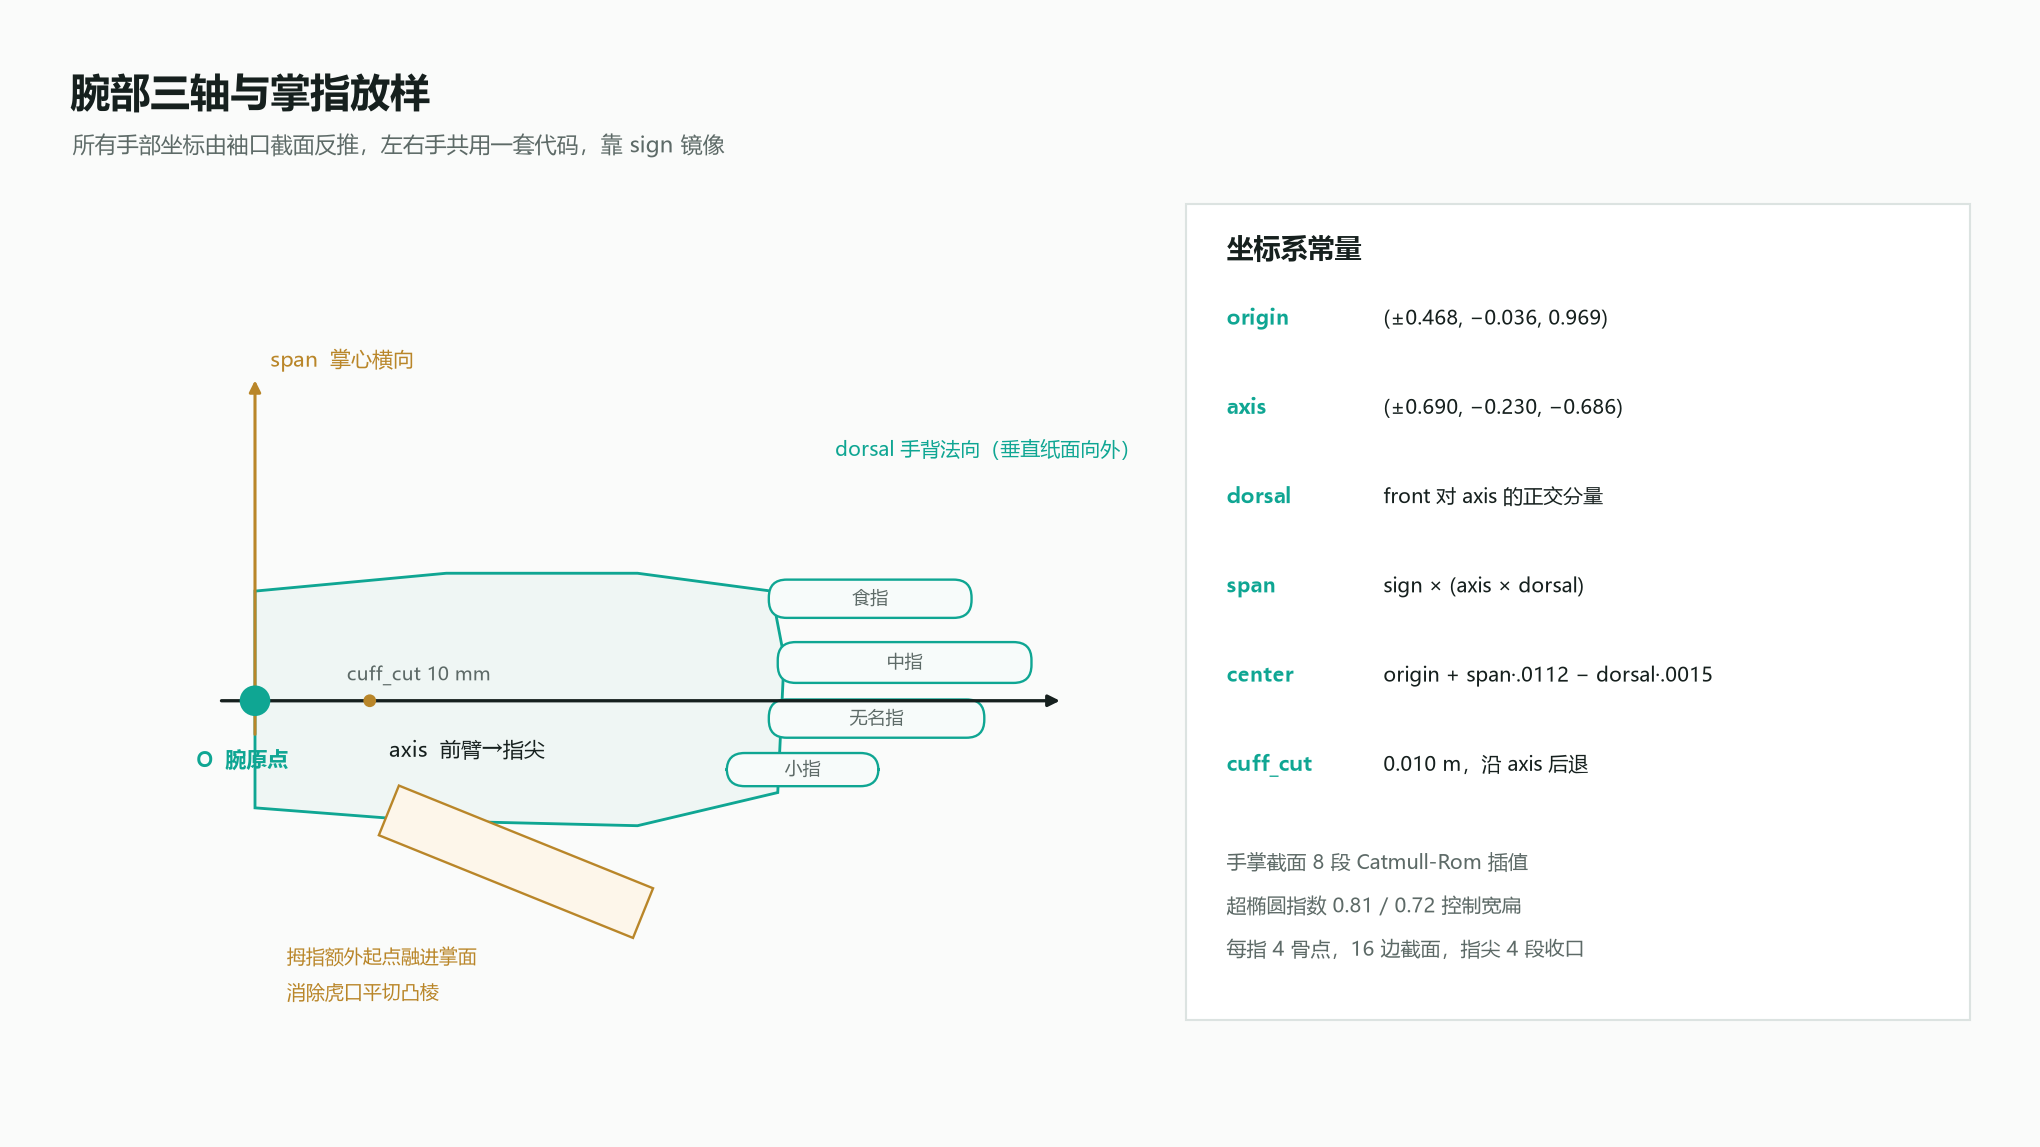 腕部三轴与掌指放样
所有手部坐标由袖口截面反推，左右手共用一套代码，靠 sign 镜像
span 掌心横向
dorsal 手背法向（垂直纸面向外）
食指
中指
cuff_cut 10 mm
无名指
axis 前臂→指尖
O 腕原点
小指
拇指额外起点融进掌面
消除虎口平切凸棱
坐标系常量
origin (±0.468, −0.036, 0.969)
axis (±0.690, −0.230, −0.686)
dorsal front 对 axis 的正交分量
span sign × (axis × dorsal)
center origin + span·.0112 − dorsal·.0015
cuff_cut 0.010 m，沿 axis 后退
手掌截面 8 段 Catmull-Rom 插值
超椭圆指数 0.81 / 0.72 控制宽扁
每指 4 骨点，16 边截面，指尖 4 段收口